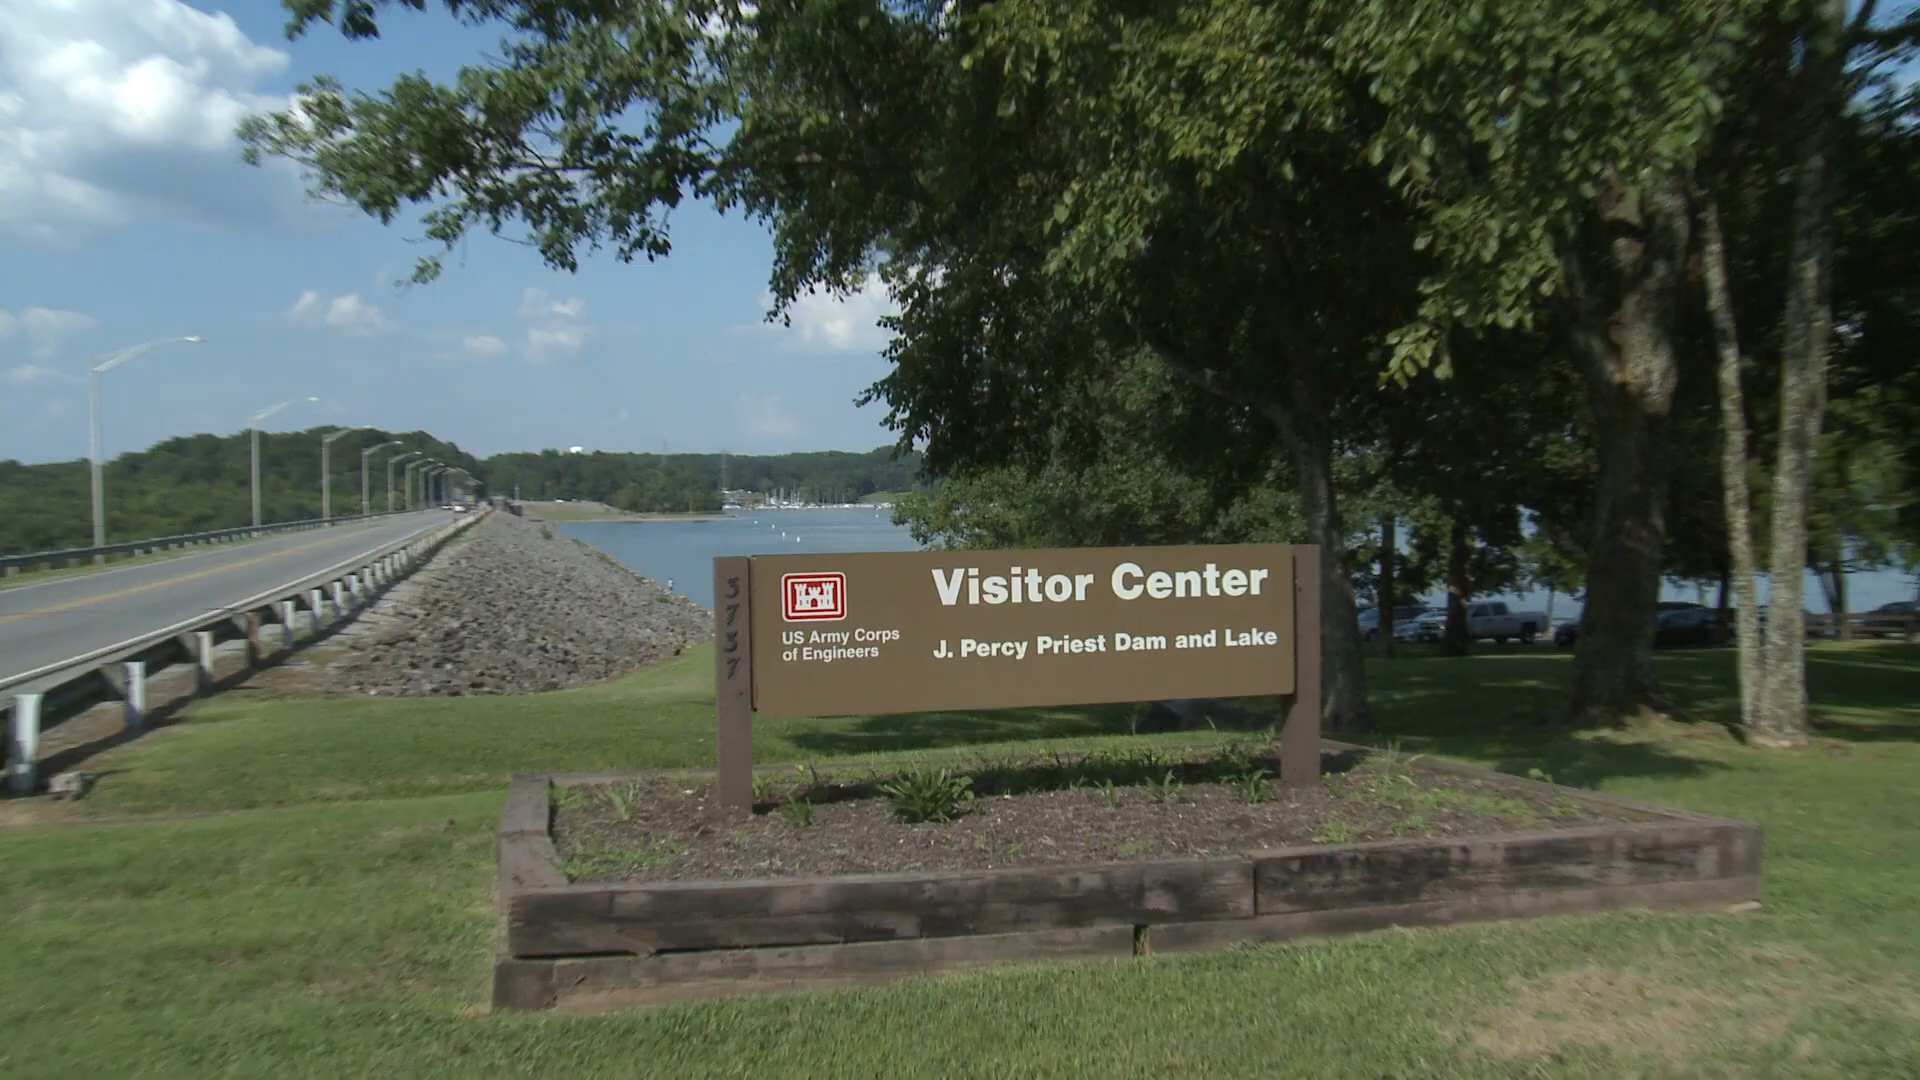 3737
US Army Corps
of Engineers
Visitor Center
J. Percy Priest Dam and Lake